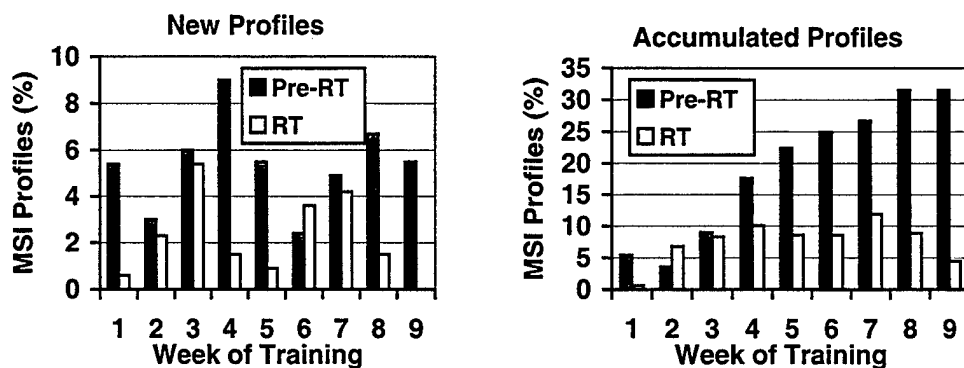 New Profiles
MSI Profiles (%)
10
8
6
4
2
0
Pre-RT
RT
1 2 3 4 5 6 7 8 9
Week of Training
Accumulated Profiles
MSI Profiles (%)
35
30
25
20
15
10
5
0
Pre-RT
RT
1 2 3 4 5 6 7 8 9
Week of Training